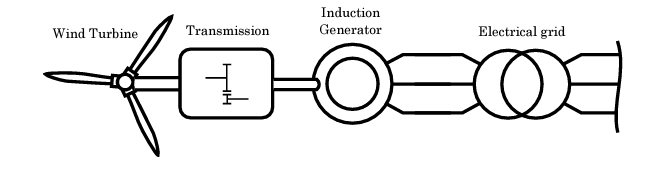 Wind Turbine
Transmission
Induction
Generator
Electrical grid